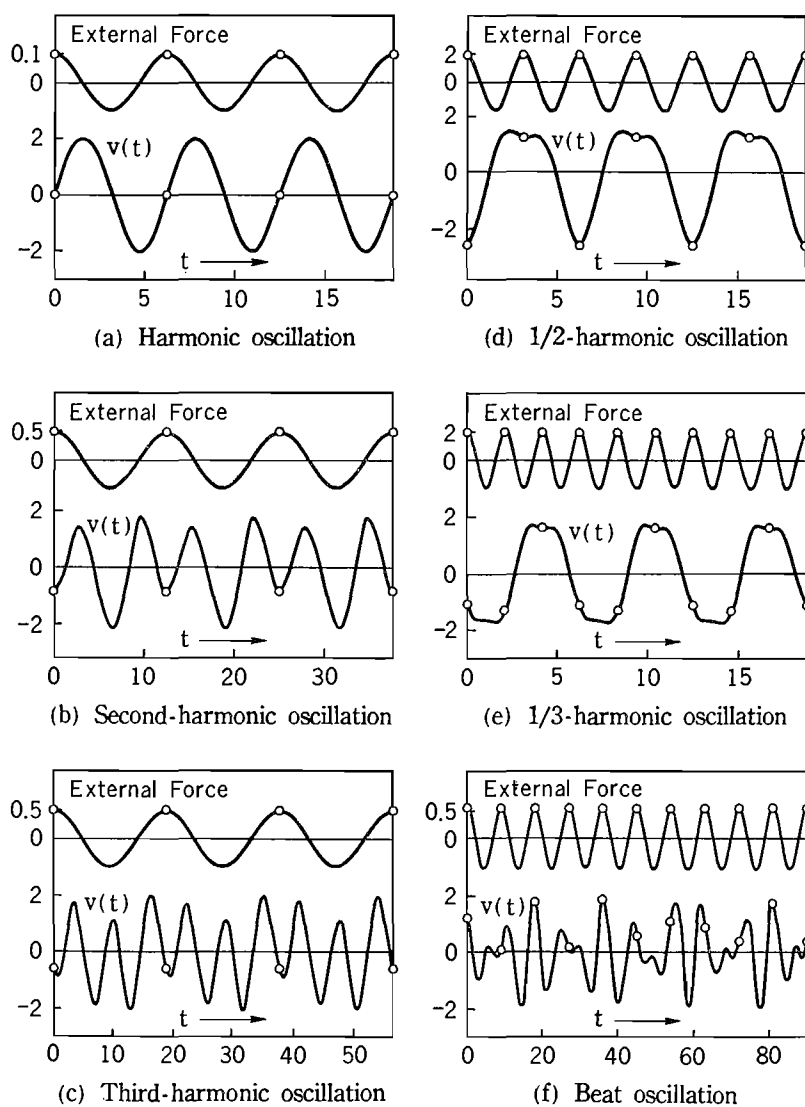 External Force
0.1
0
v(t)
2
0
-2
t
0 5 10 15
(a) Harmonic oscillation
External Force
0.5
0
v(t)
2
0
-2
t
0 10 20 30
(b) Second-harmonic oscillation
External Force
0.5
0
v(t)
2
0
-2
t
0 10 20 30 40 50
(c) Third-harmonic oscillation
External Force
2
0
v(t)
2
0
-2
t
0 5 10 15
(d) 1/2-harmonic oscillation
External Force
2
0
v(t)
2
0
-2
t
0 5 10 15
(e) 1/3-harmonic oscillation
External Force
0.5
0
v(t)
2
0
-2
t
0 20 40 60 80
(f) Beat oscillation